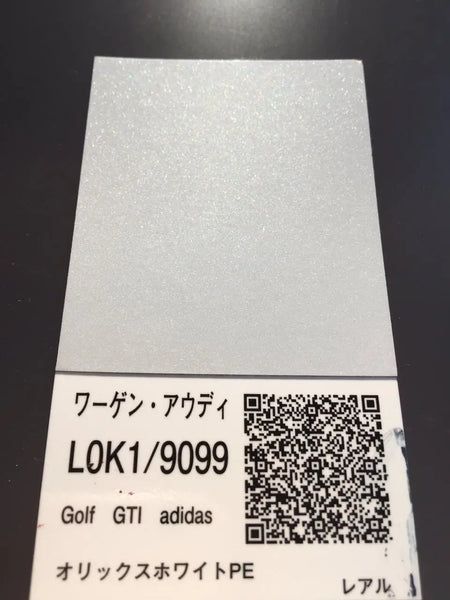 ワーゲン・アウディ
L0K1/9099
Golf GTI adidas
オリックスホワイトPE
レアル